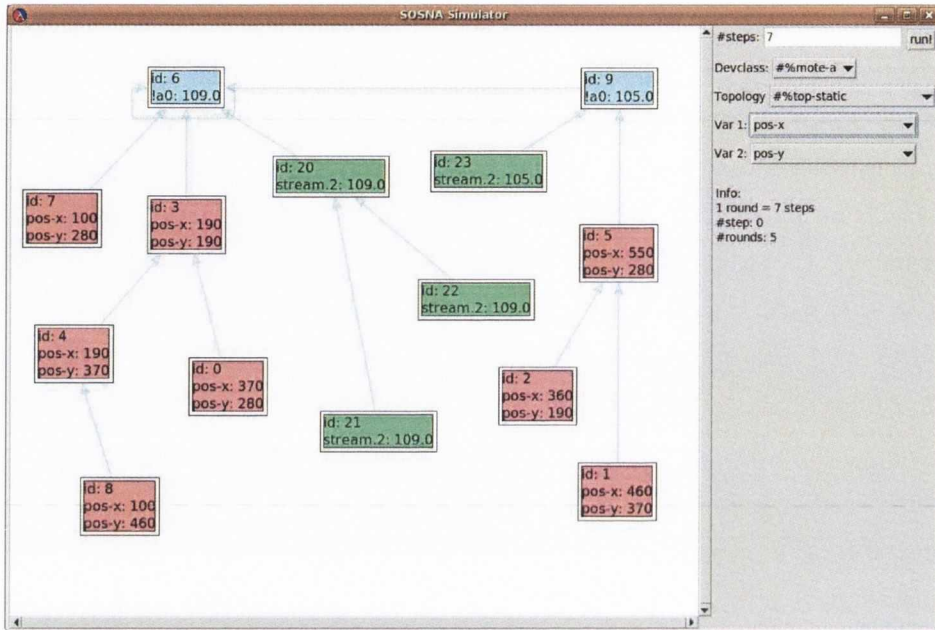 SOSNA Simulator
#steps: 7
run!
Devclass: #%mote-a
Topology #%top-static
Var 1: pos-x
Var 2: pos-y
Info:
1 round = 7 steps
#step: 0
#rounds: 5
id: 6
!a0: 109.0
id: 9
!a0: 105.0
id: 20
stream.2: 109.0
id: 23
stream.2: 105.0
id: 7
pos-x: 100
pos-y: 280
id: 3
pos-x: 190
pos-y: 190
id: 5
pos-x: 550
pos-y: 280
id: 22
stream.2: 109.0
id: 4
pos-x: 190
pos-y: 370
id: 0
pos-x: 370
pos-y: 280
id: 2
pos-x: 360
pos-y: 190
id: 21
stream.2: 109.0
id: 8
pos-x: 100
pos-y: 460
id: 1
pos-x: 460
pos-y: 370